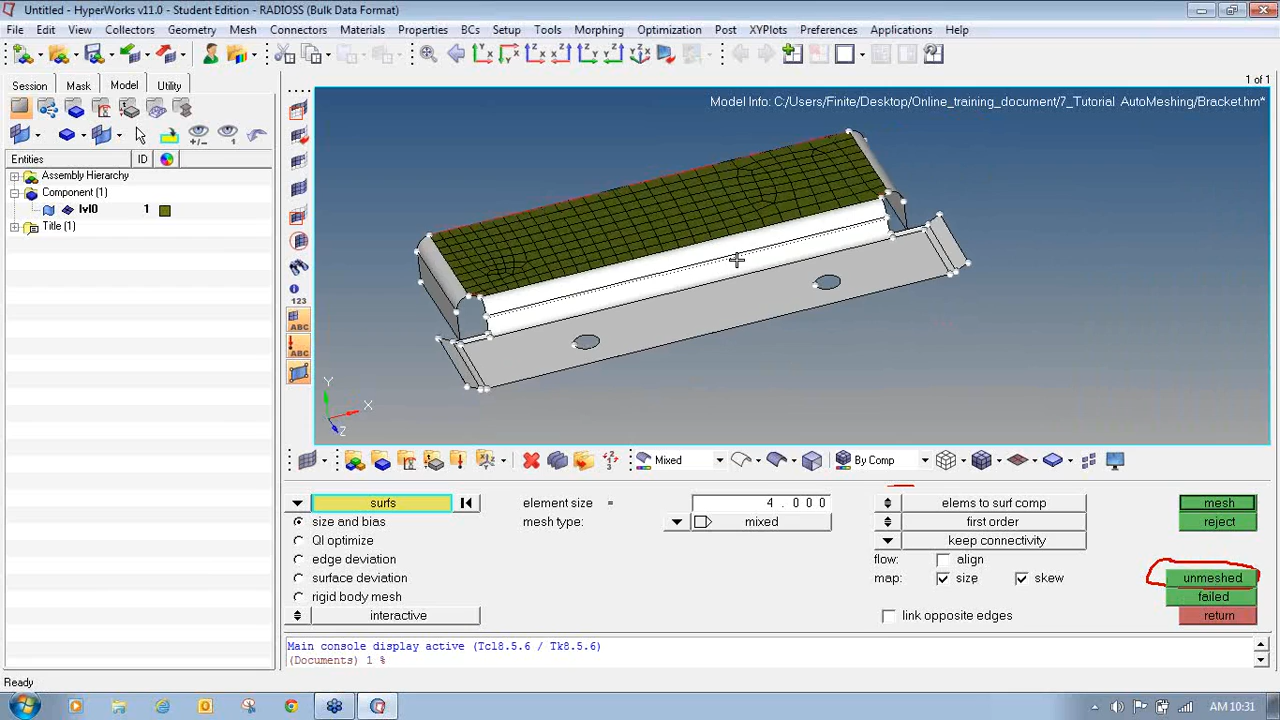 Untitled - HyperWorks v11.0 - Student Edition - RADIOSS (Bulk Data Format)
File Edit View Collectors Geometry Mesh Connectors Materials Properties BCs Setup Tools Morphing Optimization Post XYPlots Preferences Applications Help
1 of 1
Session Mask Model Utility
Model Info: C:/Users/Finite/Desktop/Online_training_document/7_Tutorial AutoMeshing/Bracket.hm*
Entities ID
Assembly Hierarchy
Component (1)
lvl0 1
Title (1)
123
ABC
ABC
Y
X
Z
Mixed
By Comp
surfs
element size =
4 . 0 0 0
elems to surf comp
mesh
size and bias
mesh type:
mixed
first order
reject
QI optimize
keep connectivity
edge deviation
flow:
align
surface deviation
map:
size
skew
unmeshed
rigid body mesh
failed
interactive
link opposite edges
return
Main console display active (Tcl8.5.6 / Tk8.5.6)
(Documents) 1 %
Ready
AM 10:31